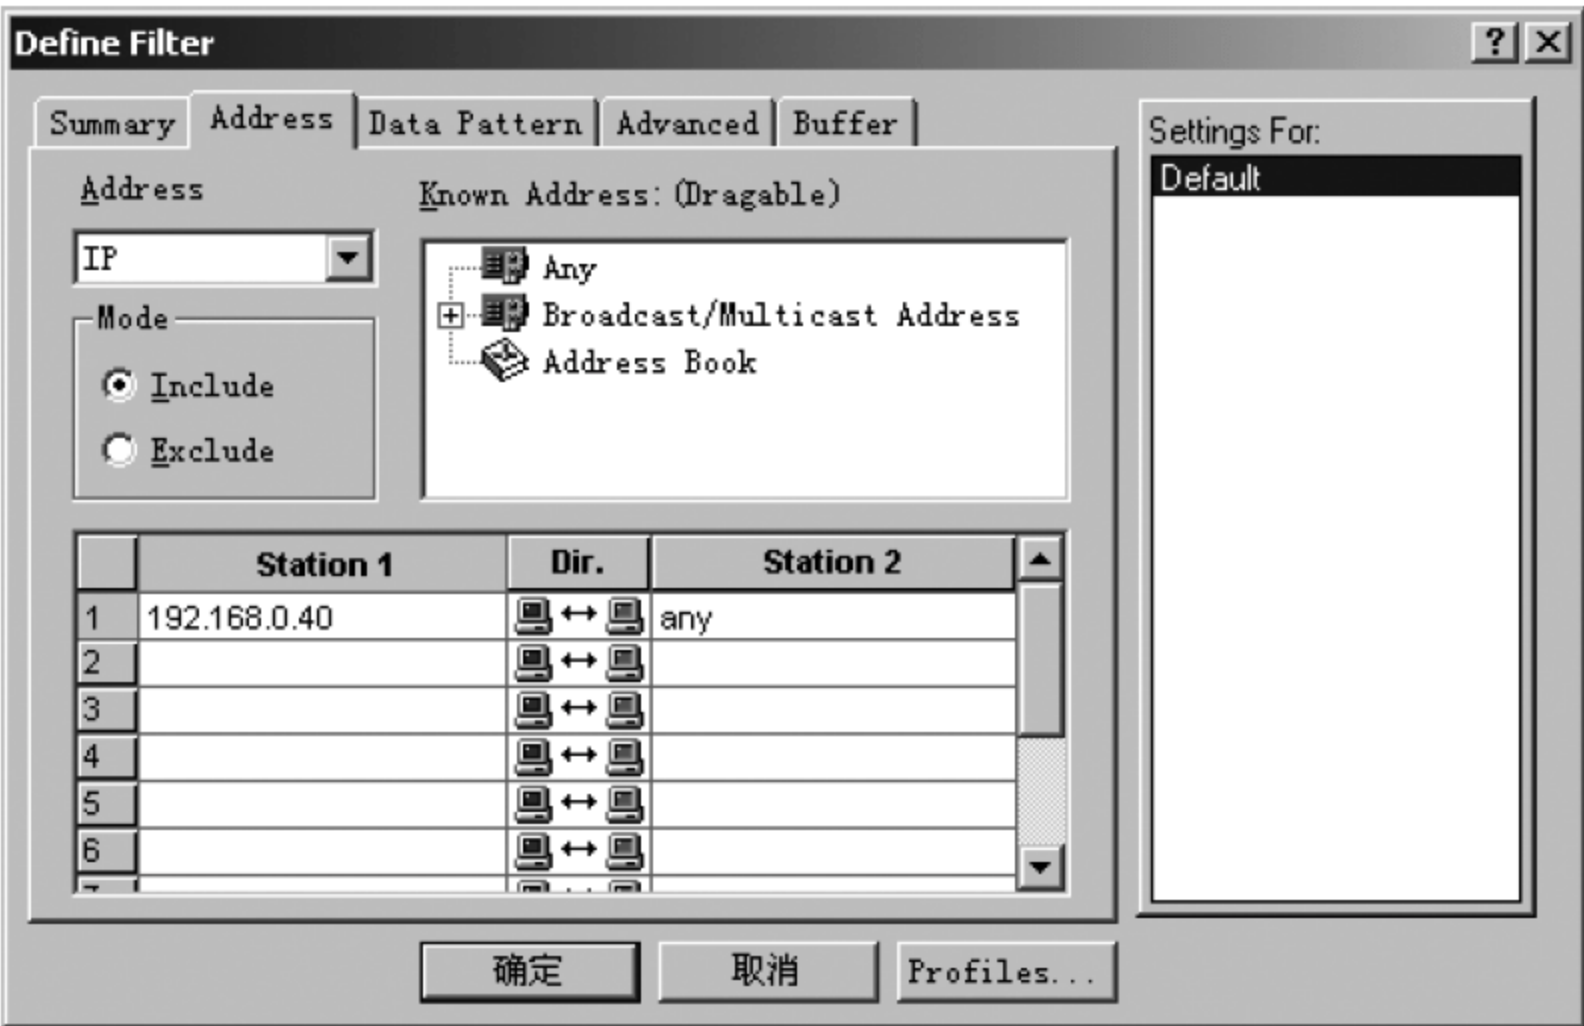 Define Filter
Summary
Address
Data Pattern
Advanced
Buffer
Settings For:
Default
Address
IP
Known Address:(Dragable)
Any
Broadcast/Multicast Address
Address Book
Mode
Include
Exclude
Station 1 Dir. Station 2
1 192.168.0.40 any
2
3
4
5
6
确定
取消
Profiles...